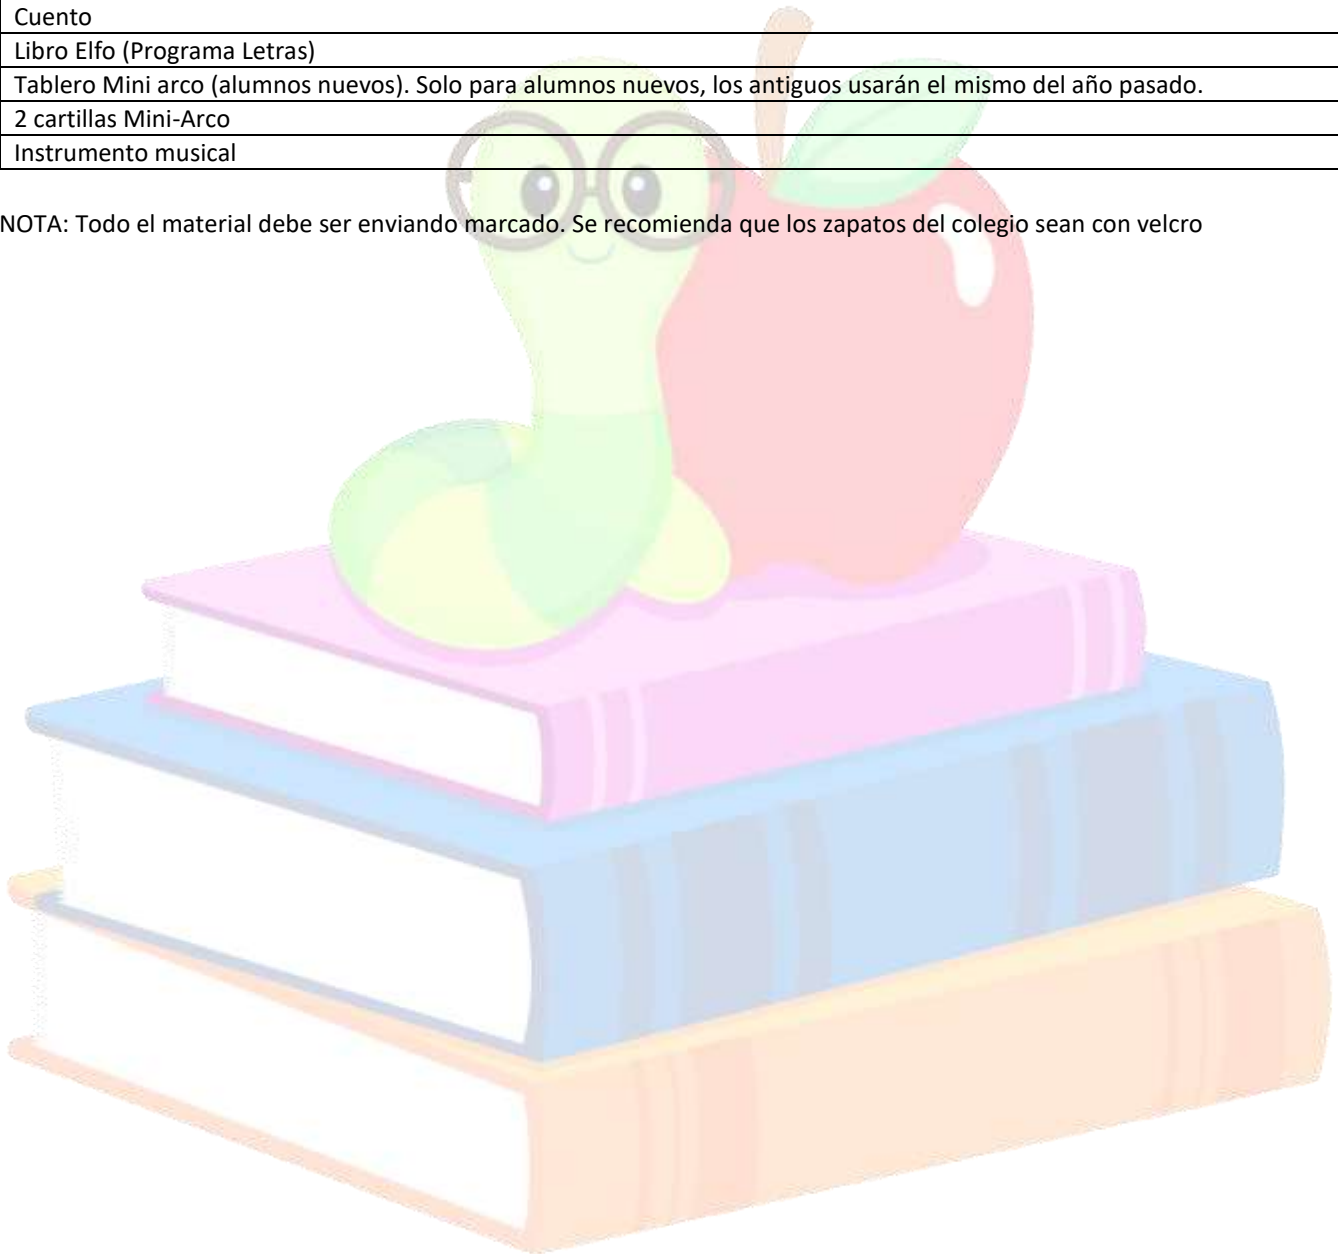 Cuento
Libro Elfo (Programa Letras)
Tablero Mini arco (alumnos nuevos). Solo para alumnos nuevos, los antiguos usarán el mismo del año pasado.
2 cartillas Mini-Arco
Instrumento musical
NOTA: Todo el material debe ser enviando marcado. Se recomienda que los zapatos del colegio sean con velcro